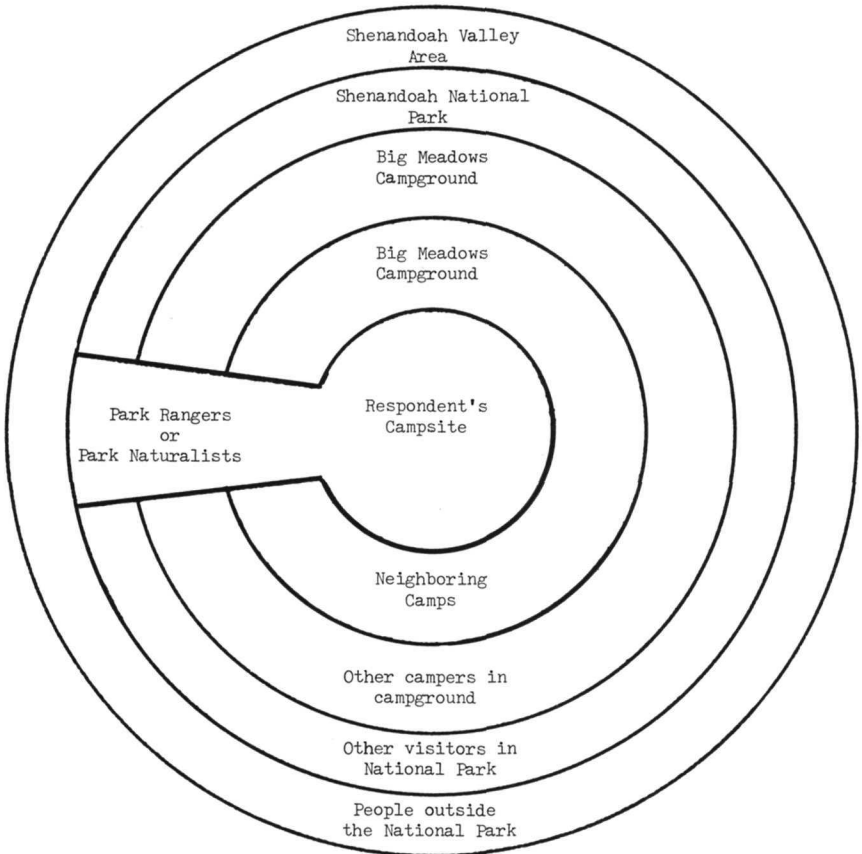 Shenandoah Valley
Area
Shenandoah National
Park
Big Meadows
Campground
Big Meadows
Campground
Respondent's
Campsite
Park Rangers
or
Park Naturalists
Neighboring
Camps
Other campers in
campground
Other visitors in
National Park
People outside
the National Park